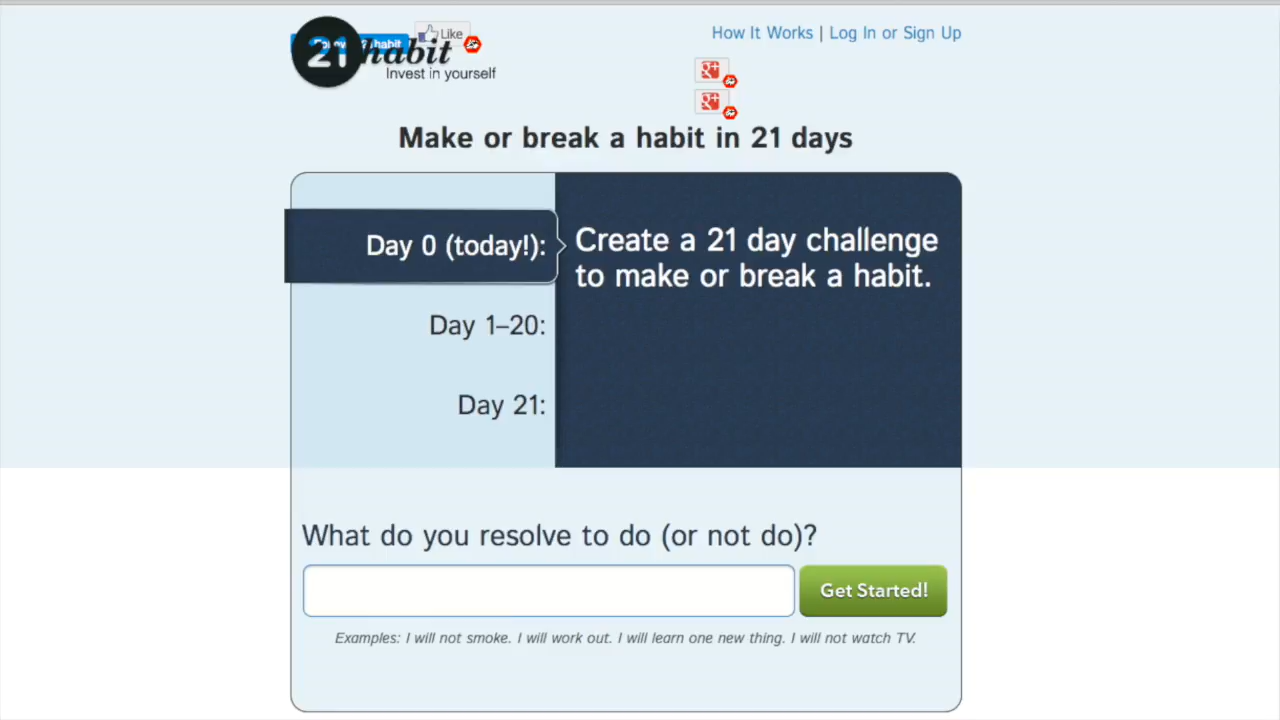 21habit
Like
Invest in yourself
How It Works | Log In or Sign Up
Make or break a habit in 21 days
Day 0 (today!):
Create a 21 day challenge
to make or break a habit.
Day 1–20:
Day 21:
What do you resolve to do (or not do)?
Get Started!
Examples: I will not smoke. I will work out. I will learn one new thing. I will not watch TV.